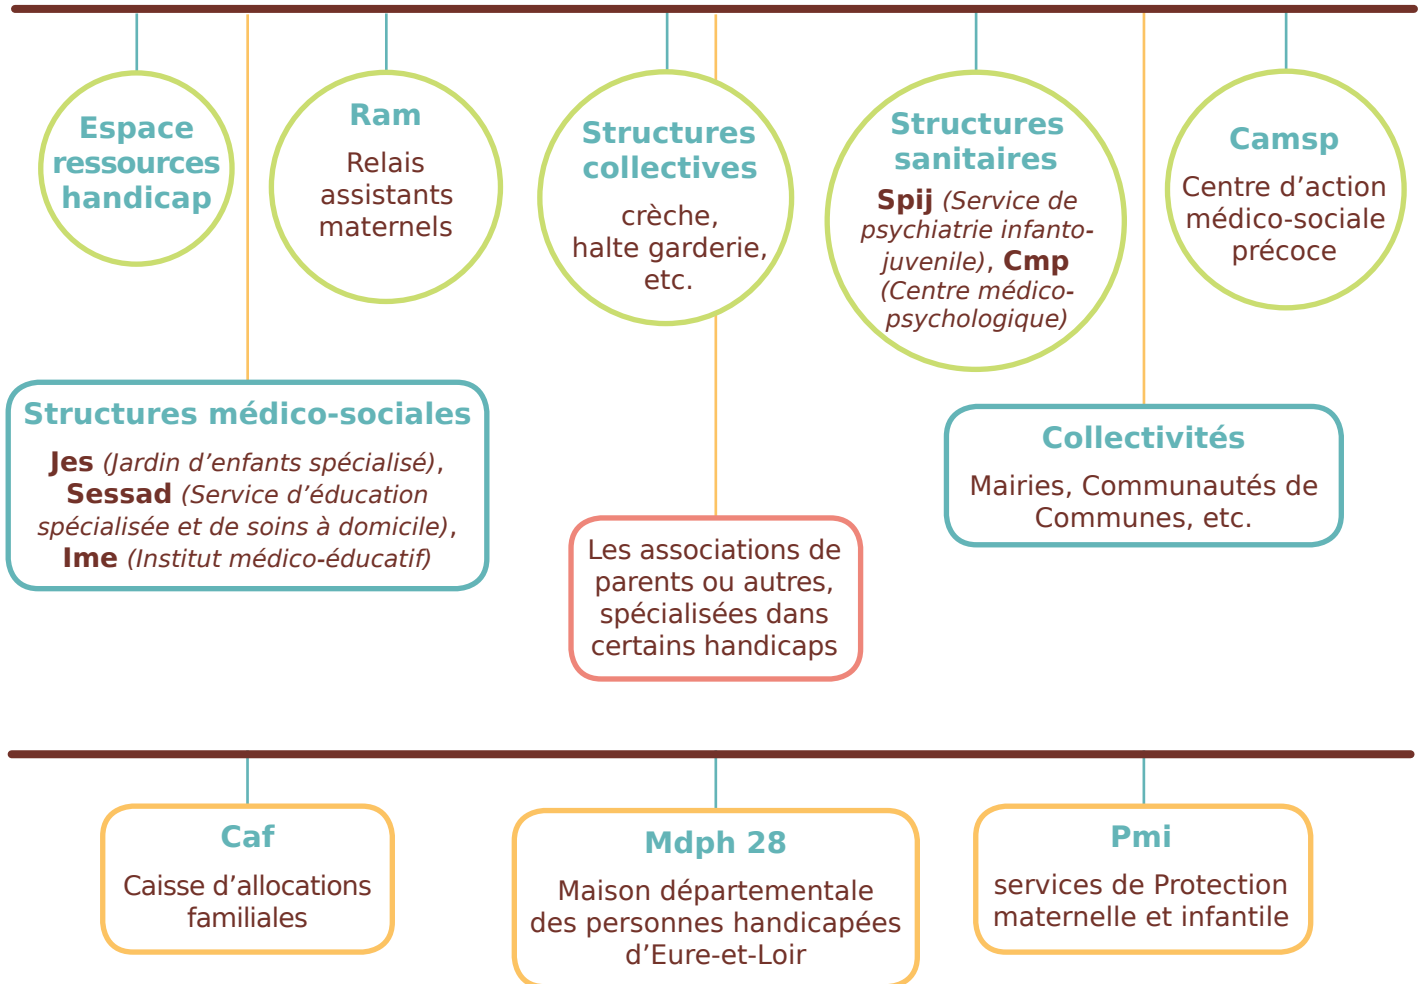 Espace
ressources
handicap
Ram
Relais
assistants
maternels
Structures
collectives
crèche,
halte garderie,
etc.
Structures
sanitaires
Spij (Service de
psychiatrie infanto-
juvenile), Cmp
(Centre médico-
psychologique)
Camsp
Centre d’action
médico-sociale
précoce
Structures médico-sociales
Jes (Jardin d’enfants spécialisé),
Sessad (Service d’éducation
spécialisée et de soins à domicile),
Ime (Institut médico-éducatif)
Les associations de
parents ou autres,
spécialisées dans
certains handicaps
Collectivités
Mairies, Communautés de
Communes, etc.
Caf
Caisse d’allocations
familiales
Mdph 28
Maison départementale
des personnes handicapées
d’Eure-et-Loir
Pmi
services de Protection
maternelle et infantile